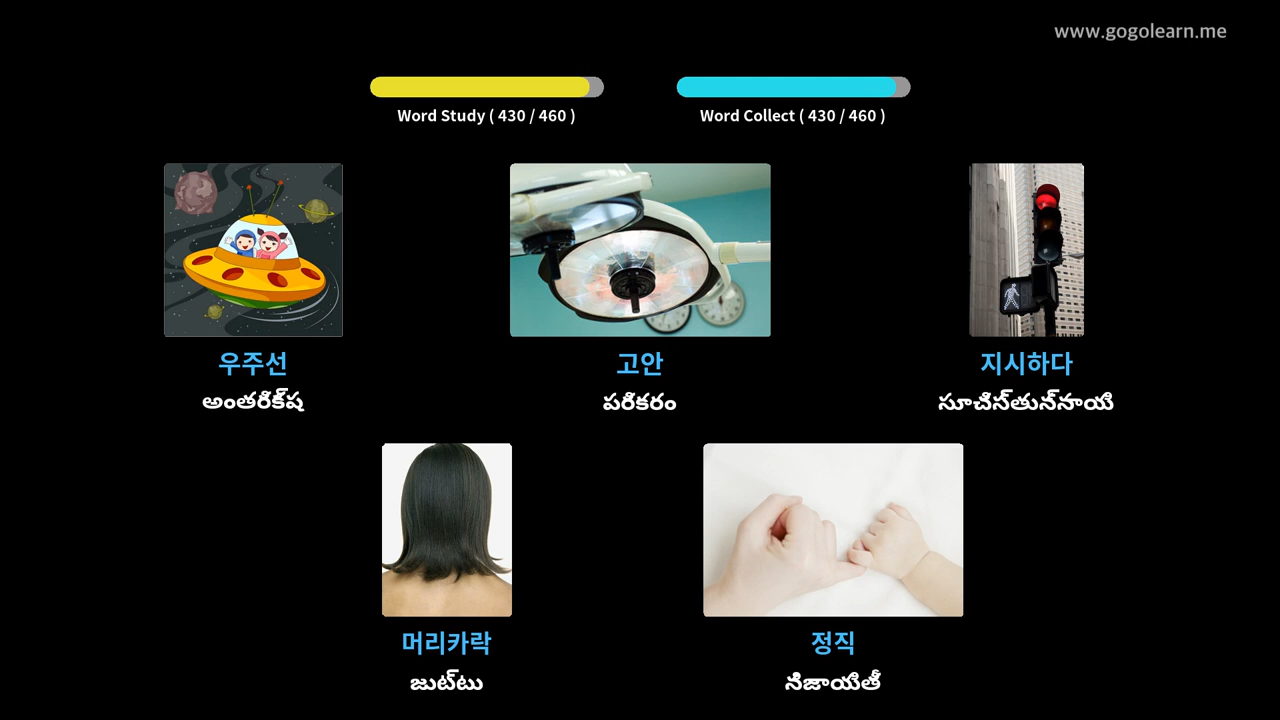 www.gogolearn.me
Word Study ( 430 / 460 )
Word Collect ( 430 / 460 )
우주선
고안
지시하다
అంతరిక్ష
పరికరం
సూచిస్తున్నాయి
머리카락
정직
జుట్టు
నిజాయితీ